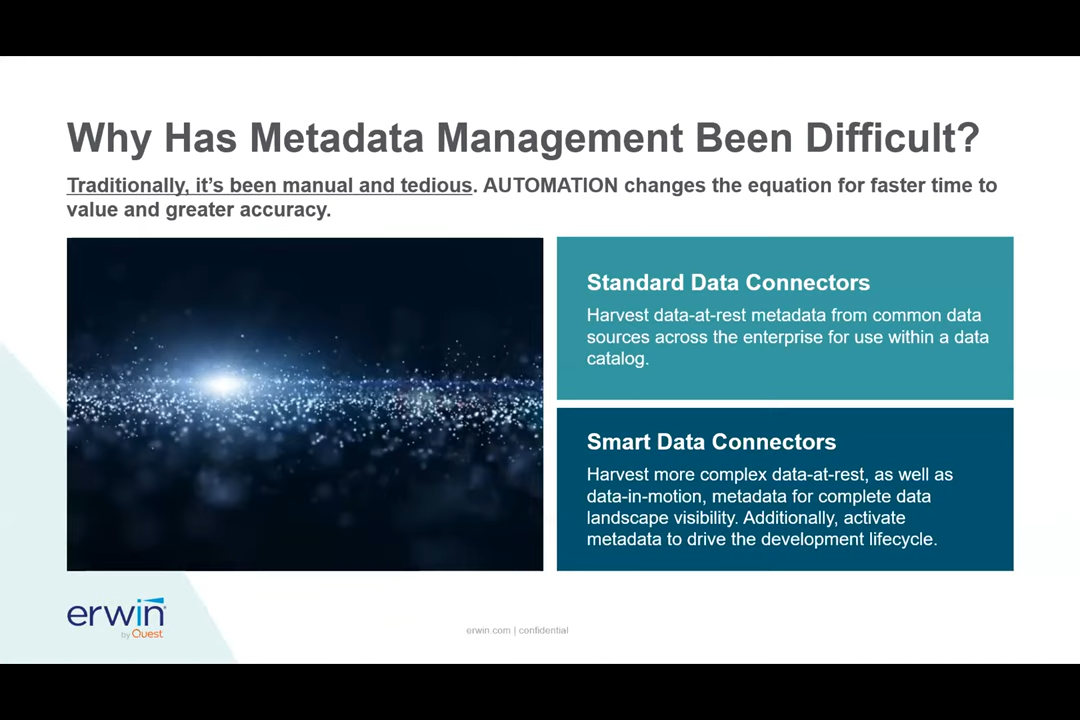 Why Has Metadata Management Been Difficult?
Traditionally, it’s been manual and tedious. AUTOMATION changes the equation for faster time to
value and greater accuracy.
Standard Data Connectors
Harvest data-at-rest metadata from common data
sources across the enterprise for use within a data
catalog.
Smart Data Connectors
Harvest more complex data-at-rest, as well as
data-in-motion, metadata for complete data
landscape visibility. Additionally, activate
metadata to drive the development lifecycle.
erwin
by Quest
erwin.com | confidential